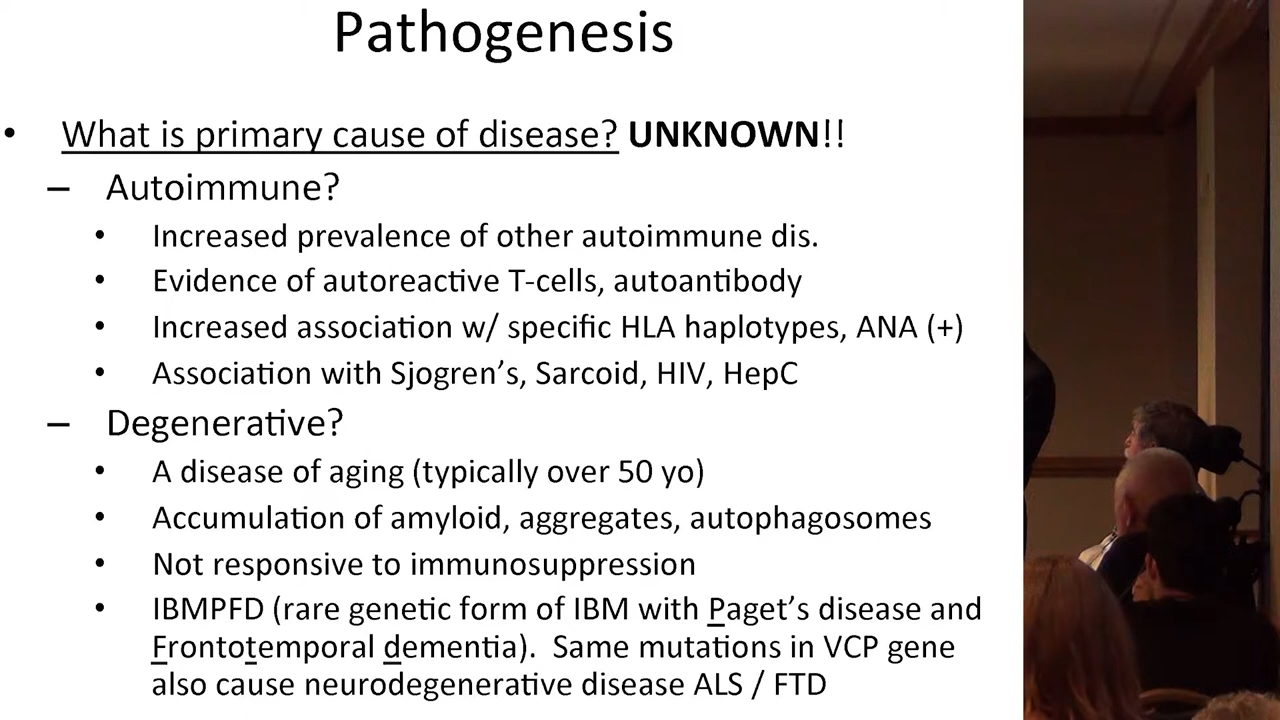 Pathogenesis
• What is primary cause of disease? UNKNOWN!!
– Autoimmune?
• Increased prevalence of other autoimmune dis.
• Evidence of autoreactive T-cells, autoantibody
• Increased association w/ specific HLA haplotypes, ANA (+)
• Association with Sjogren's, Sarcoid, HIV, HepC
– Degenerative?
• A disease of aging (typically over 50 yo)
• Accumulation of amyloid, aggregates, autophagosomes
• Not responsive to immunosuppression
• IBMPFD (rare genetic form of IBM with Paget's disease and
Frontotemporal dementia). Same mutations in VCP gene
also cause neurodegenerative disease ALS / FTD